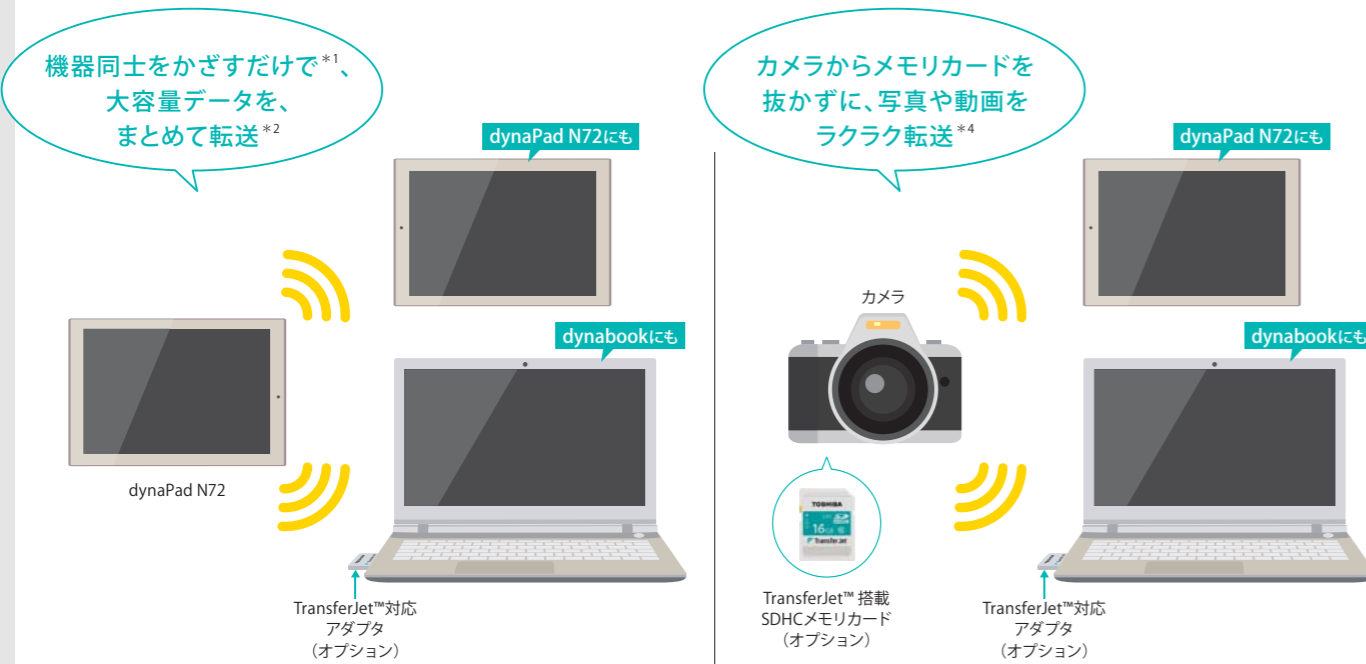 機器同士をかざすだけで*1、
大容量データを、
まとめて転送*2
dynaPad N72にも
dynabookにも
dynaPad N72
TransferJet™対応
アダプタ
（オプション）
カメラからメモリカードを
抜かずに、写真や動画を
ラクラク転送*4
dynaPad N72にも
カメラ
dynabookにも
TOSHIBA
16GB
TransferJet
TransferJet™ 搭載
SDHCメモリカード
（オプション）
TransferJet™対応
アダプタ
（オプション）